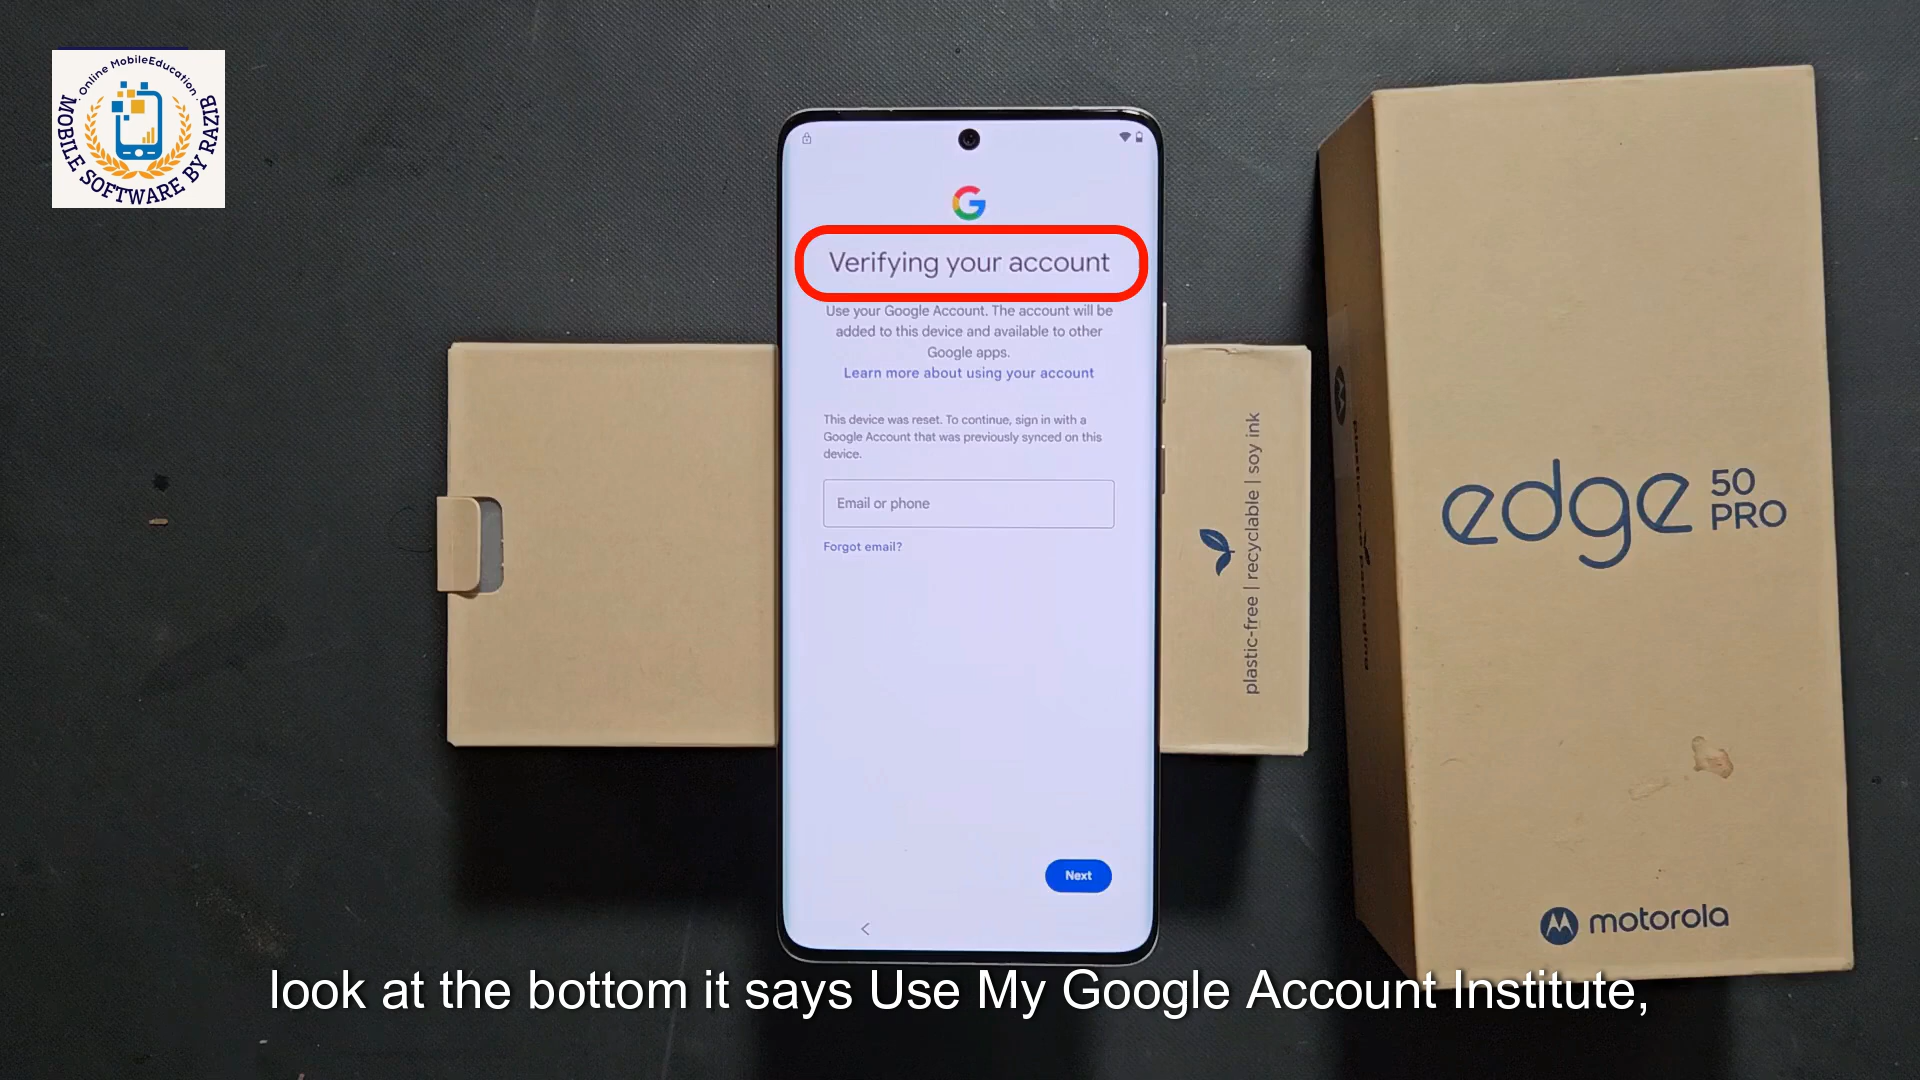 Online MobileEducation
MOBILE SOFTWARE BY RAZIB
Verifying your account
Use your Google Account. The account will be
added to this device and available to other
Google apps.
Learn more about using your account
This device was reset. To continue, sign in with a
Google Account that was previously synced on this
device.
Email or phone
Forgot email?
Next
plastic-free | recyclable | soy ink
edge 50
PRO
motorola
look at the bottom it says Use My Google Account Institute,